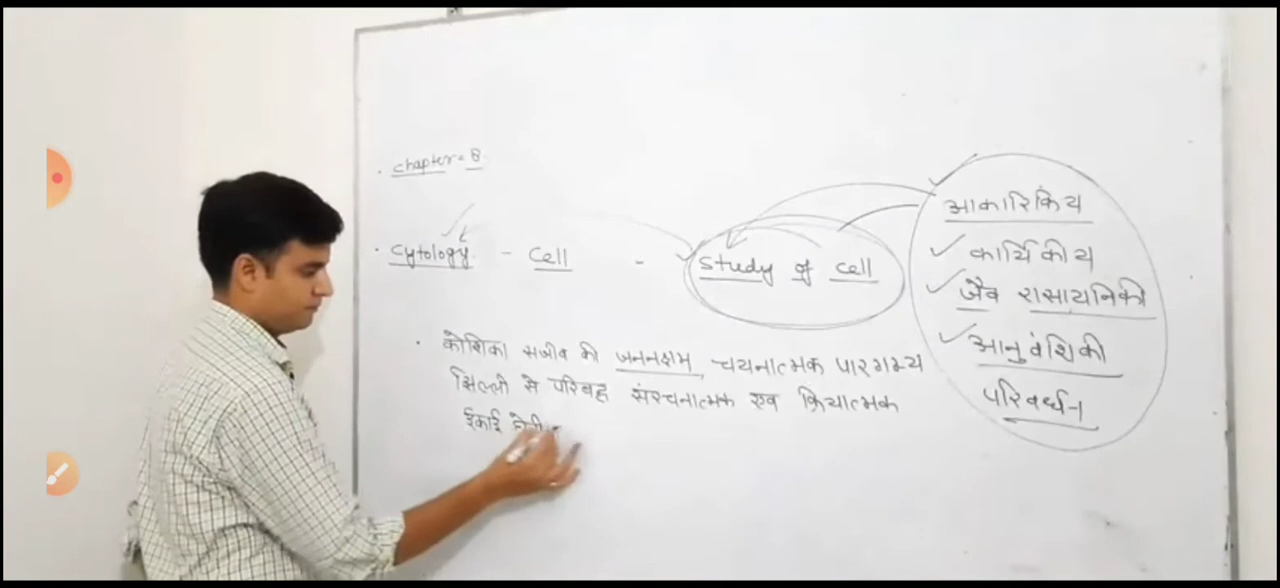 Chapter - 8
Cytology - Cell - Study of Cell
आकारिकिय
कार्यिकीय
जैव रासायनिकी
आनुवंशिकी
परिवर्धन
कोशिका सजीव की जननक्षम, चयनात्मक पारगम्य
झिल्ली से परिबद्ध संरचनात्मक एव क्रियात्मक
ईकाई